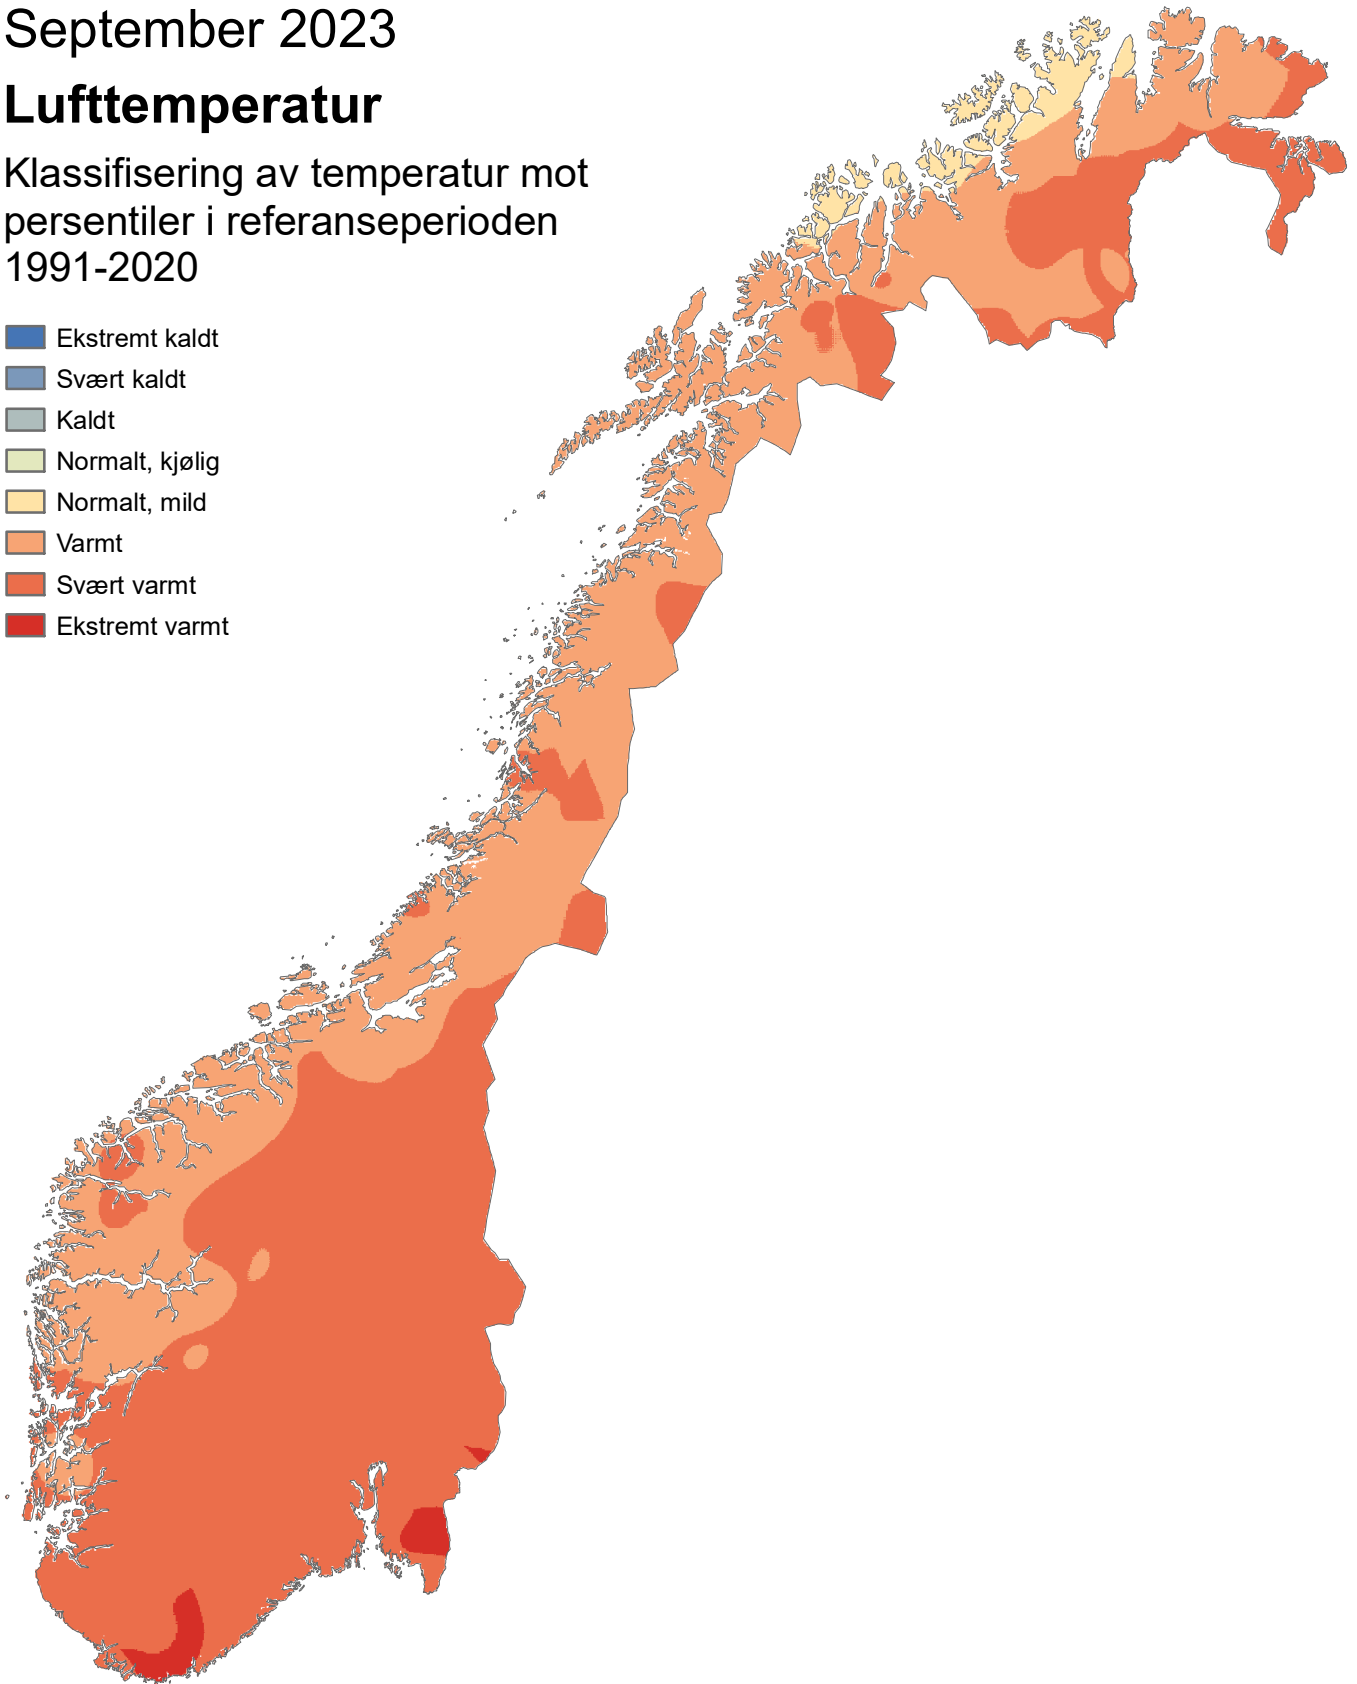 September 2023
Lufttemperatur
Klassifisering av temperatur mot
persentiler i referanseperioden
1991-2020
Ekstremt kaldt
Svært kaldt
Kaldt
Normalt, kjølig
Normalt, mild
Varmt
Svært varmt
Ekstremt varmt